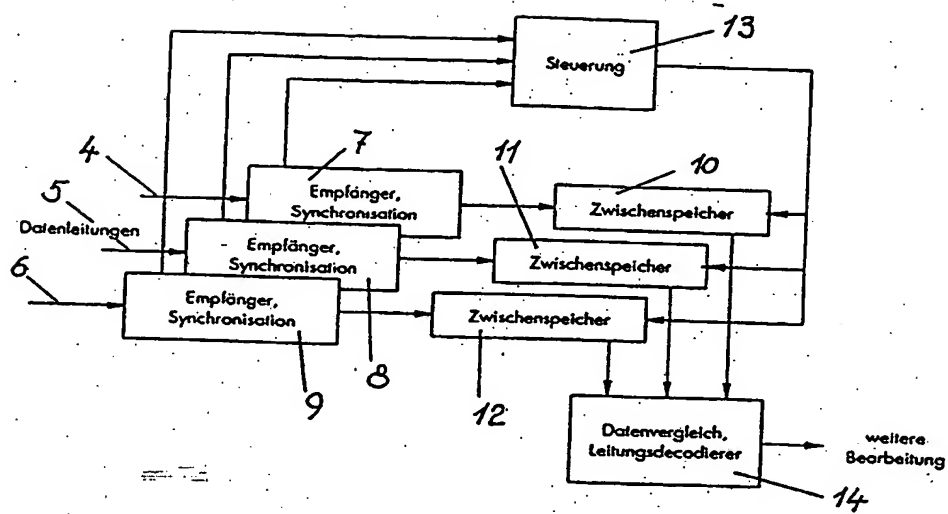 13
Steuerung
7
11
10
4
Empfänger,
Synchronisation
Zwischenspeicher
5
Datenleitungen
Empfänger,
Synchronisation
Zwischenspeicher
6
Empfänger,
Synchronisation
Zwischenspeicher
8
9
12
Datenvergleich,
Leitungsdecodierer
weitere
Bearbeitung
14